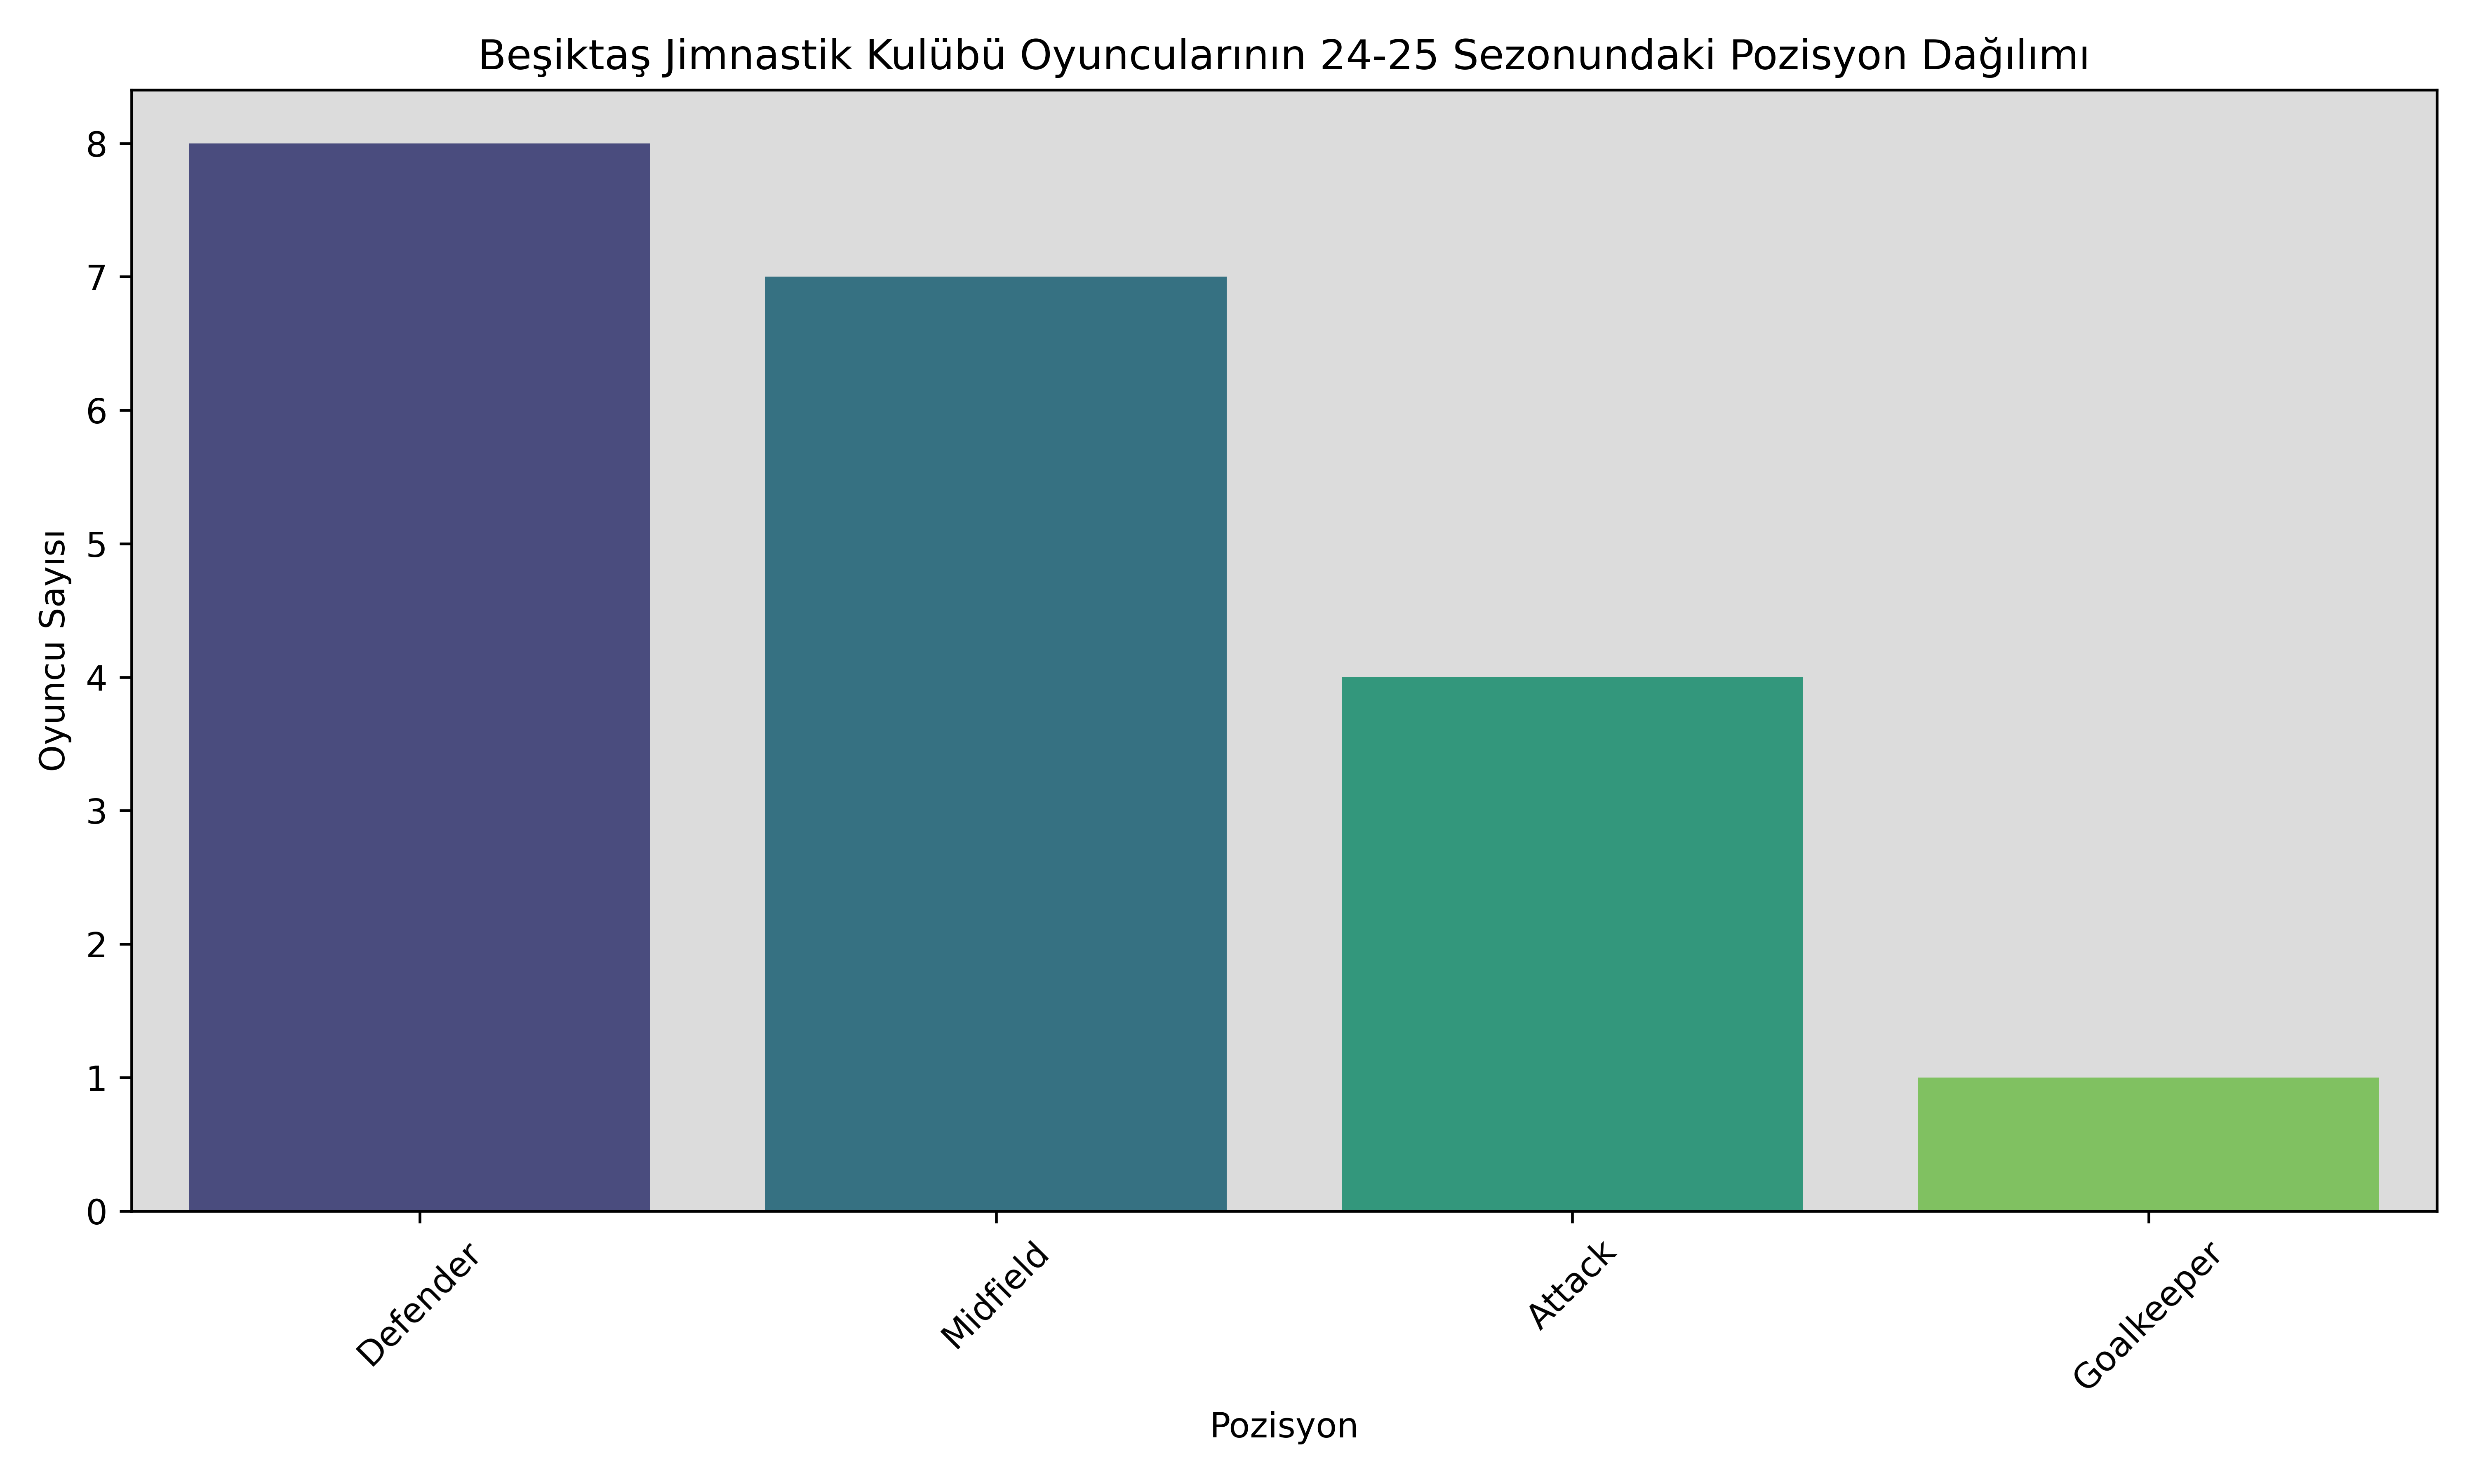 Beşiktaş Jimnastik Kulübü Oyuncularının 24-25 Sezonundaki Pozisyon Dağılımı
8
7
6
5
4
3
2
1
0
Oyuncu Sayısı
Defender
Midfield
Attack
Goalkeeper
Pozisyon